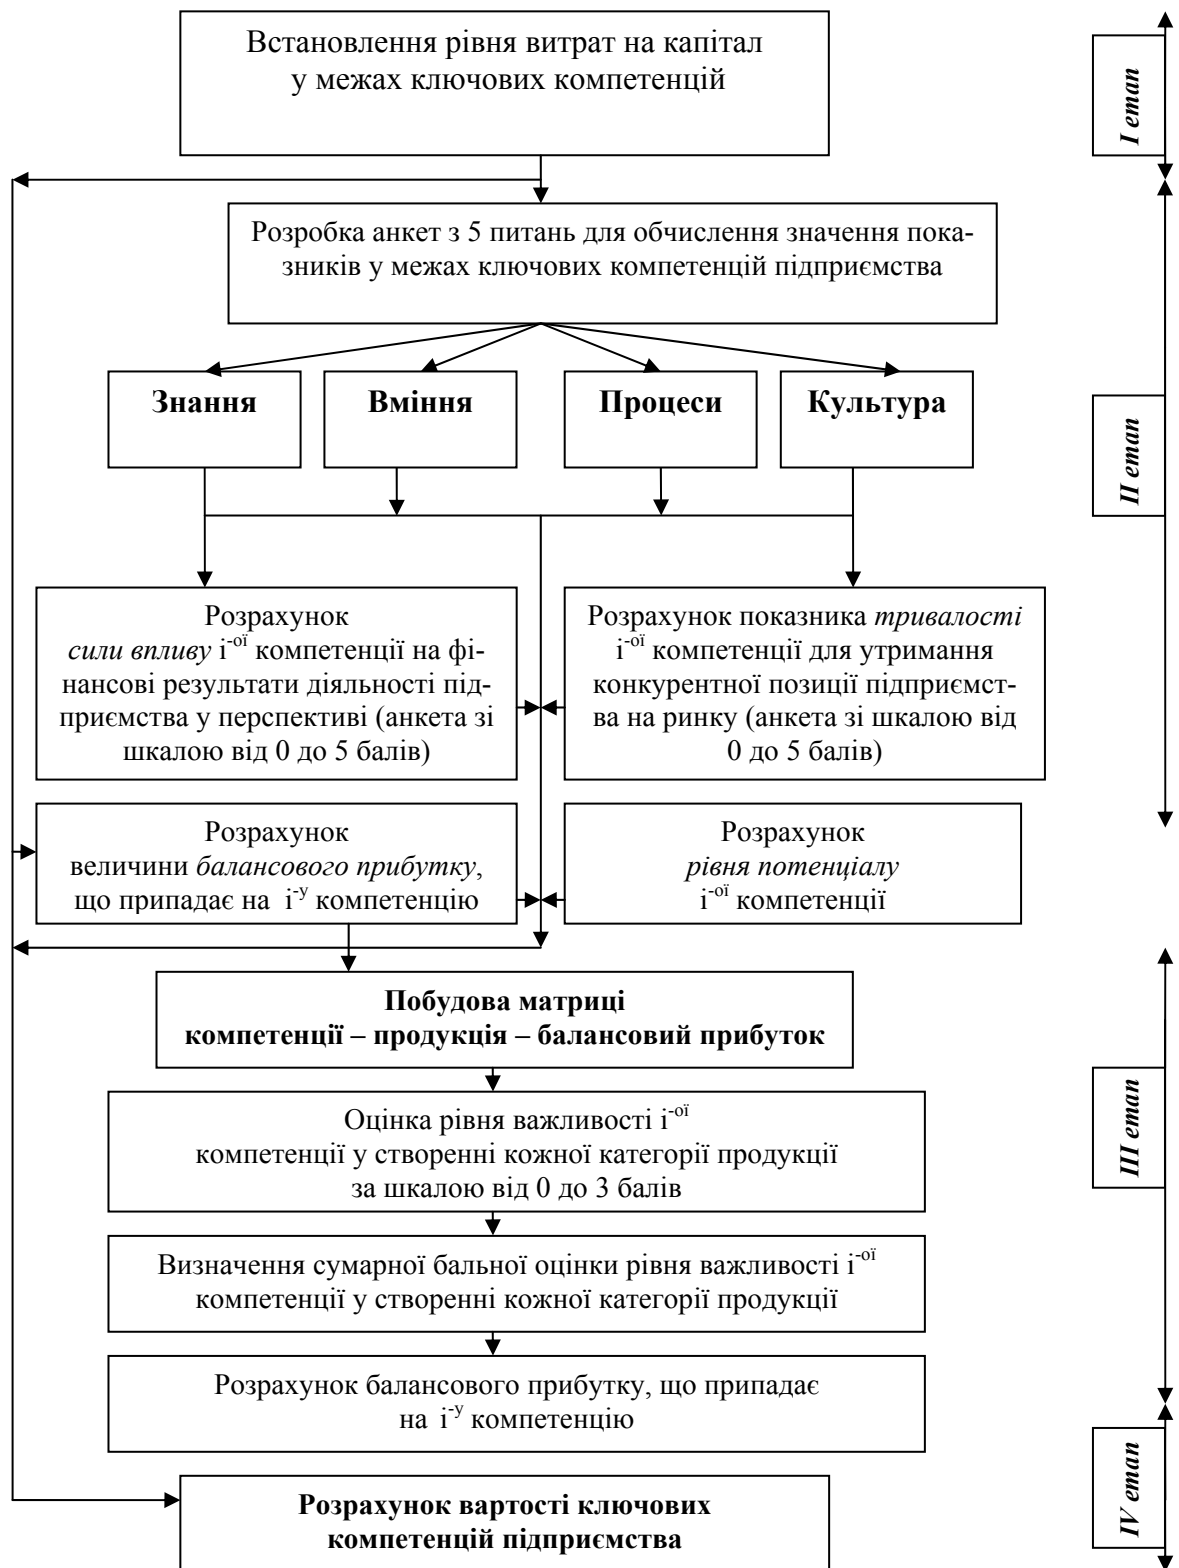 Встановлення рівня витрат на капітал
у межах ключових компетенцій
І етап
Розробка анкет з 5 питань для обчислення значення пока-
зників у межах ключових компетенцій підприємства
Знання
Вміння
Процеси
Культура
ІІ етап
Розрахунок
сили впливу і-ої компетенції на фі-
нансові результати діяльності під-
приємства у перспективі (анкета зі
шкалою від 0 до 5 балів)
Розрахунок показника тривалості
і-ої компетенції для утримання
конкурентної позиції підприємст-
ва на ринку (анкета зі шкалою від
0 до 5 балів)
Розрахунок
величини балансового прибутку,
що припадає на і-у компетенцію
Розрахунок
рівня потенціалу
і-ої компетенції
Побудова матриці
компетенції – продукція – балансовий прибуток
Оцінка рівня важливості і-ої
компетенції у створенні кожної категорії продукції
за шкалою від 0 до 3 балів
ІІІ етап
Визначення сумарної бальної оцінки рівня важливості і-ої
компетенції у створенні кожної категорії продукції
Розрахунок балансового прибутку, що припадає
на і-у компетенцію
Розрахунок вартості ключових
компетенцій підприємства
IV етап